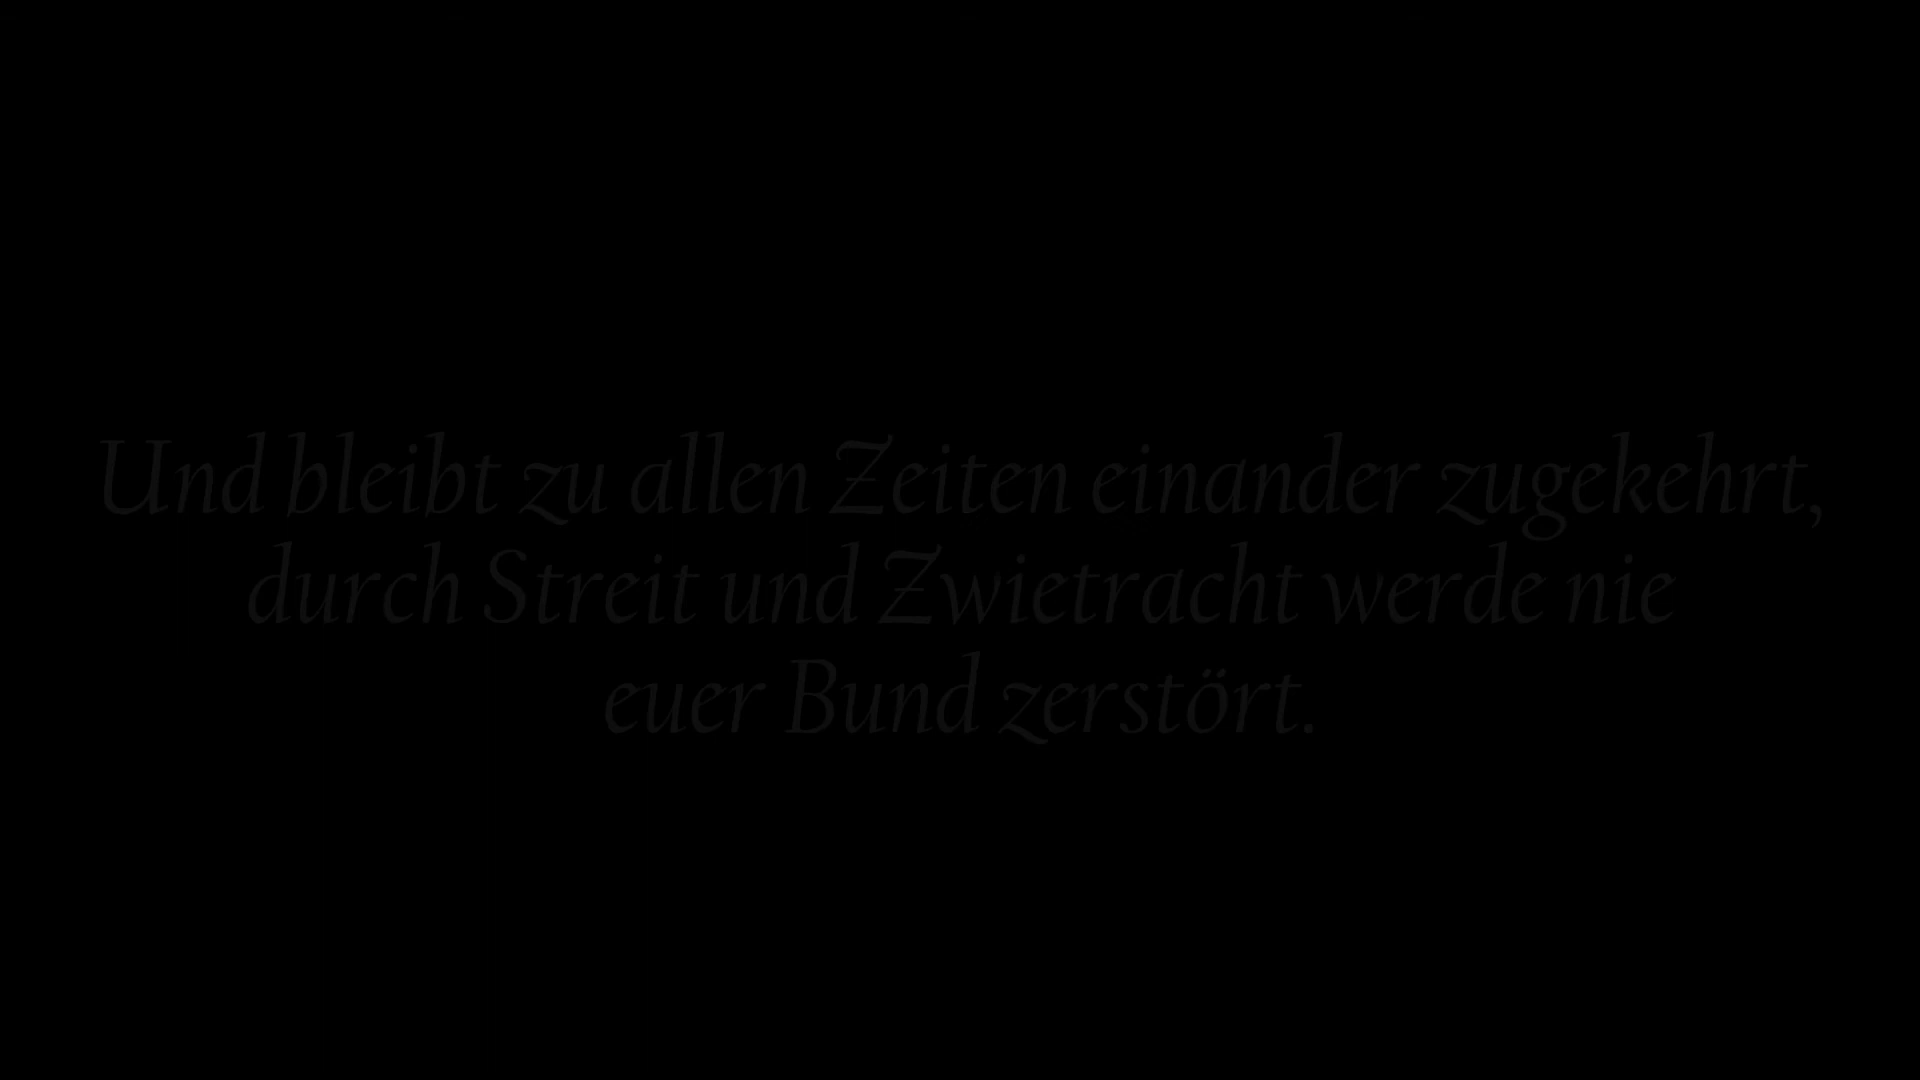 Und bleibt zu allen Zeiten einander zugekehrt,
durch Streit und Zwietracht werde nie
euer Bund zerstört.